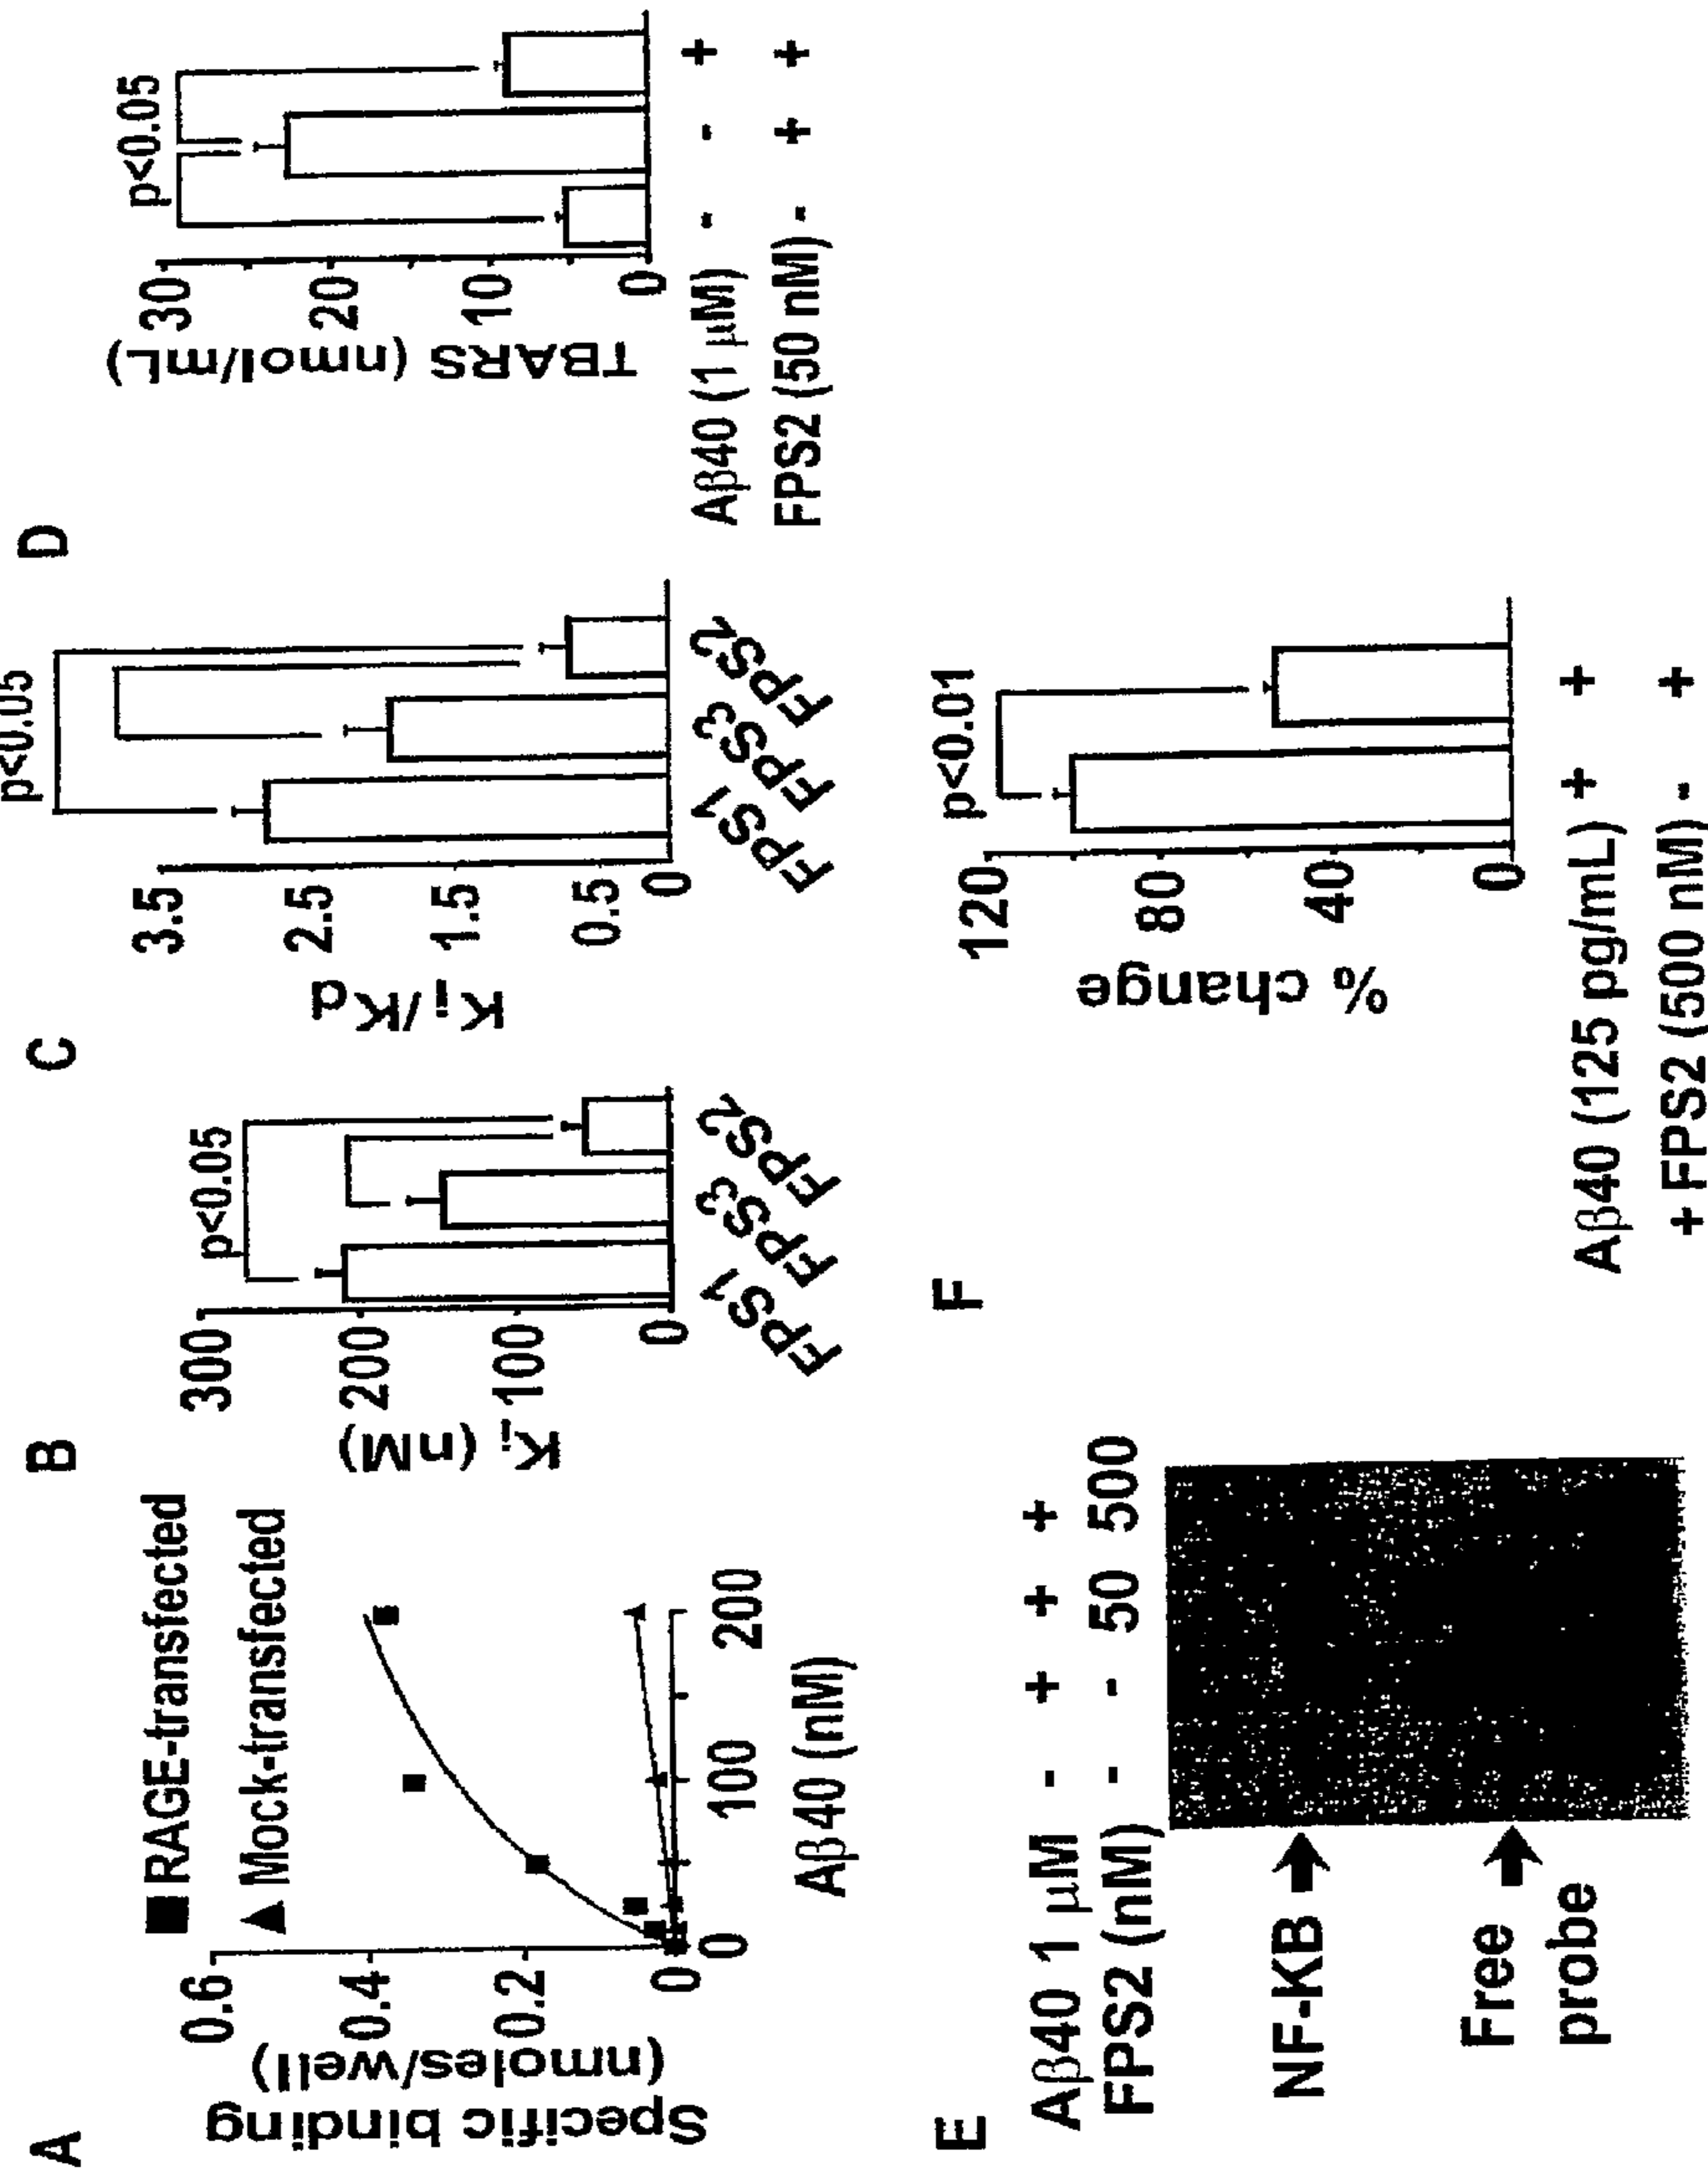 A
Specific binding
(nmoles/well)
0.6
0.4
0.2
0
■ RAGE-transfected
▲ Mock-transfected
0
100
200
Aβ40 (nM)
B
Ki (nM)
300
200
100
0
p<0.05
FPS1
FPS3
FPS2
C
Ki/Kd
3.5
2.5
1.5
0.5
0
p<0.05
FPS1
FPS3
FPS2
D
TBARS (nmol/mL)
30
20
10
0
p<0.05
Aβ40 (1 μM) - - +
FPS2 (50 nM) - + +
E
Aβ40 1 μM - + + +
FPS2 (nM) - - 50 500
NF-KB
Free
probe
F
% change
120
80
40
0
p<0.01
Aβ40 (125 pg/mL) + +
+ FPS2 (500 nM) - +